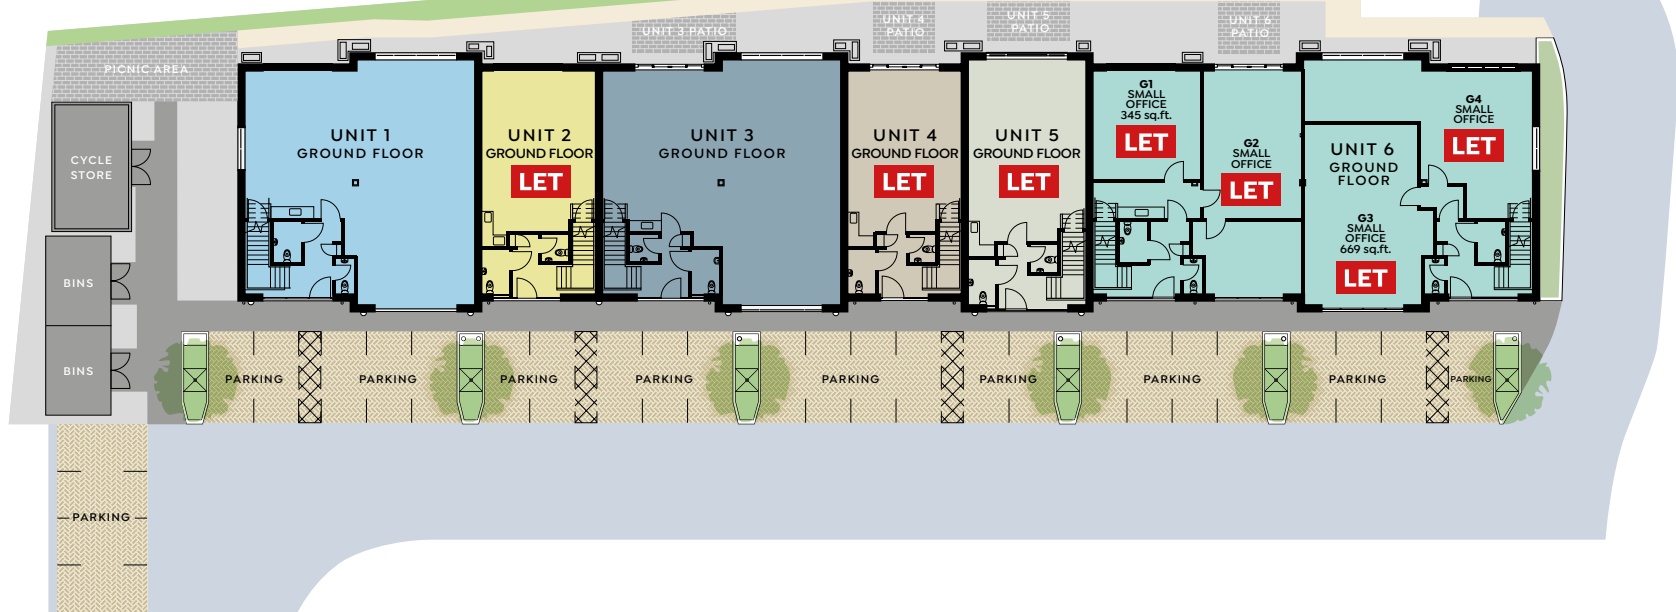 UNIT 3 PATIO
UNIT 4
PATIO
UNIT 5
PATIO
UNIT 6
PATIO
PICNIC AREA
CYCLE
STORE
BINS
BINS
UNIT 1
GROUND FLOOR
UNIT 2
GROUND FLOOR
LET
UNIT 3
GROUND FLOOR
UNIT 4
GROUND FLOOR
LET
UNIT 5
GROUND FLOOR
LET
G1
SMALL
OFFICE
345 sq.ft.
LET
G2
SMALL
OFFICE
LET
UNIT 6
GROUND
FLOOR
G3
SMALL
OFFICE
669 sq.ft.
LET
G4
SMALL
OFFICE
LET
PARKING
PARKING
PARKING
PARKING
PARKING
PARKING
PARKING
PARKING
PARKING
PARKING